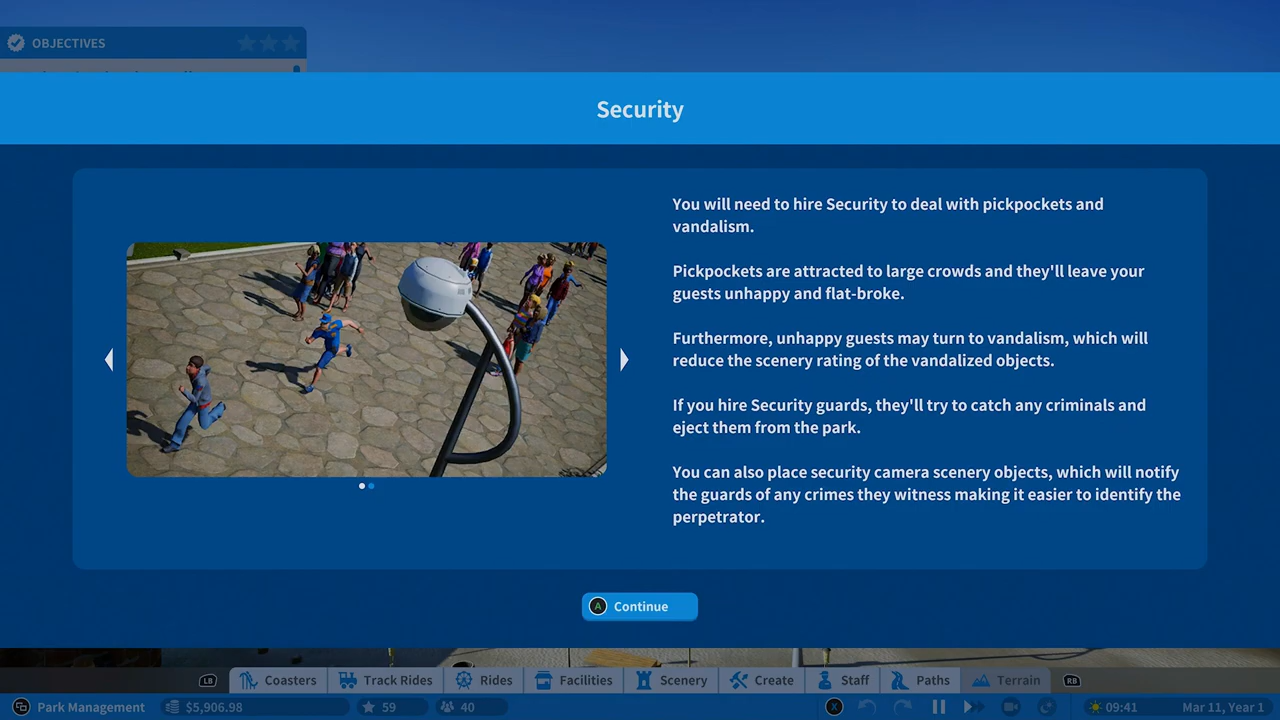 OBJECTIVES
Security
You will need to hire Security to deal with pickpockets and
vandalism.
Pickpockets are attracted to large crowds and they'll leave your
guests unhappy and flat-broke.
Furthermore, unhappy guests may turn to vandalism, which will
reduce the scenery rating of the vandalized objects.
If you hire Security guards, they'll try to catch any criminals and
eject them from the park.
You can also place security camera scenery objects, which will notify
the guards of any crimes they witness making it easier to identify the
perpetrator.
A Continue
LB Coasters Track Rides Rides Facilities Scenery Create Staff Paths Terrain RB
Park Management $5,906.98 59 40 X 09:41 Mar 11, Year 1